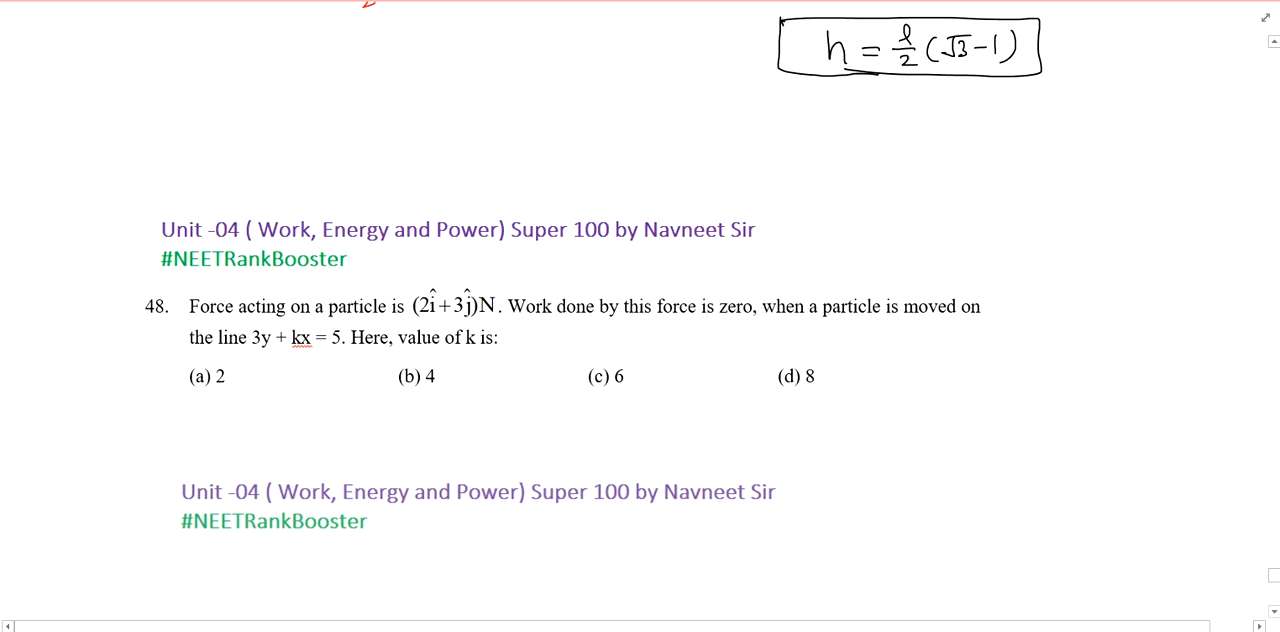 h = l/2 (√3-1)
Unit -04 ( Work, Energy and Power) Super 100 by Navneet Sir
#NEETRankBooster
48. Force acting on a particle is (2î+3ĵ)N. Work done by this force is zero, when a particle is moved on
the line 3y + kx = 5. Here, value of k is:
(a) 2 (b) 4 (c) 6 (d) 8
Unit -04 ( Work, Energy and Power) Super 100 by Navneet Sir
#NEETRankBooster